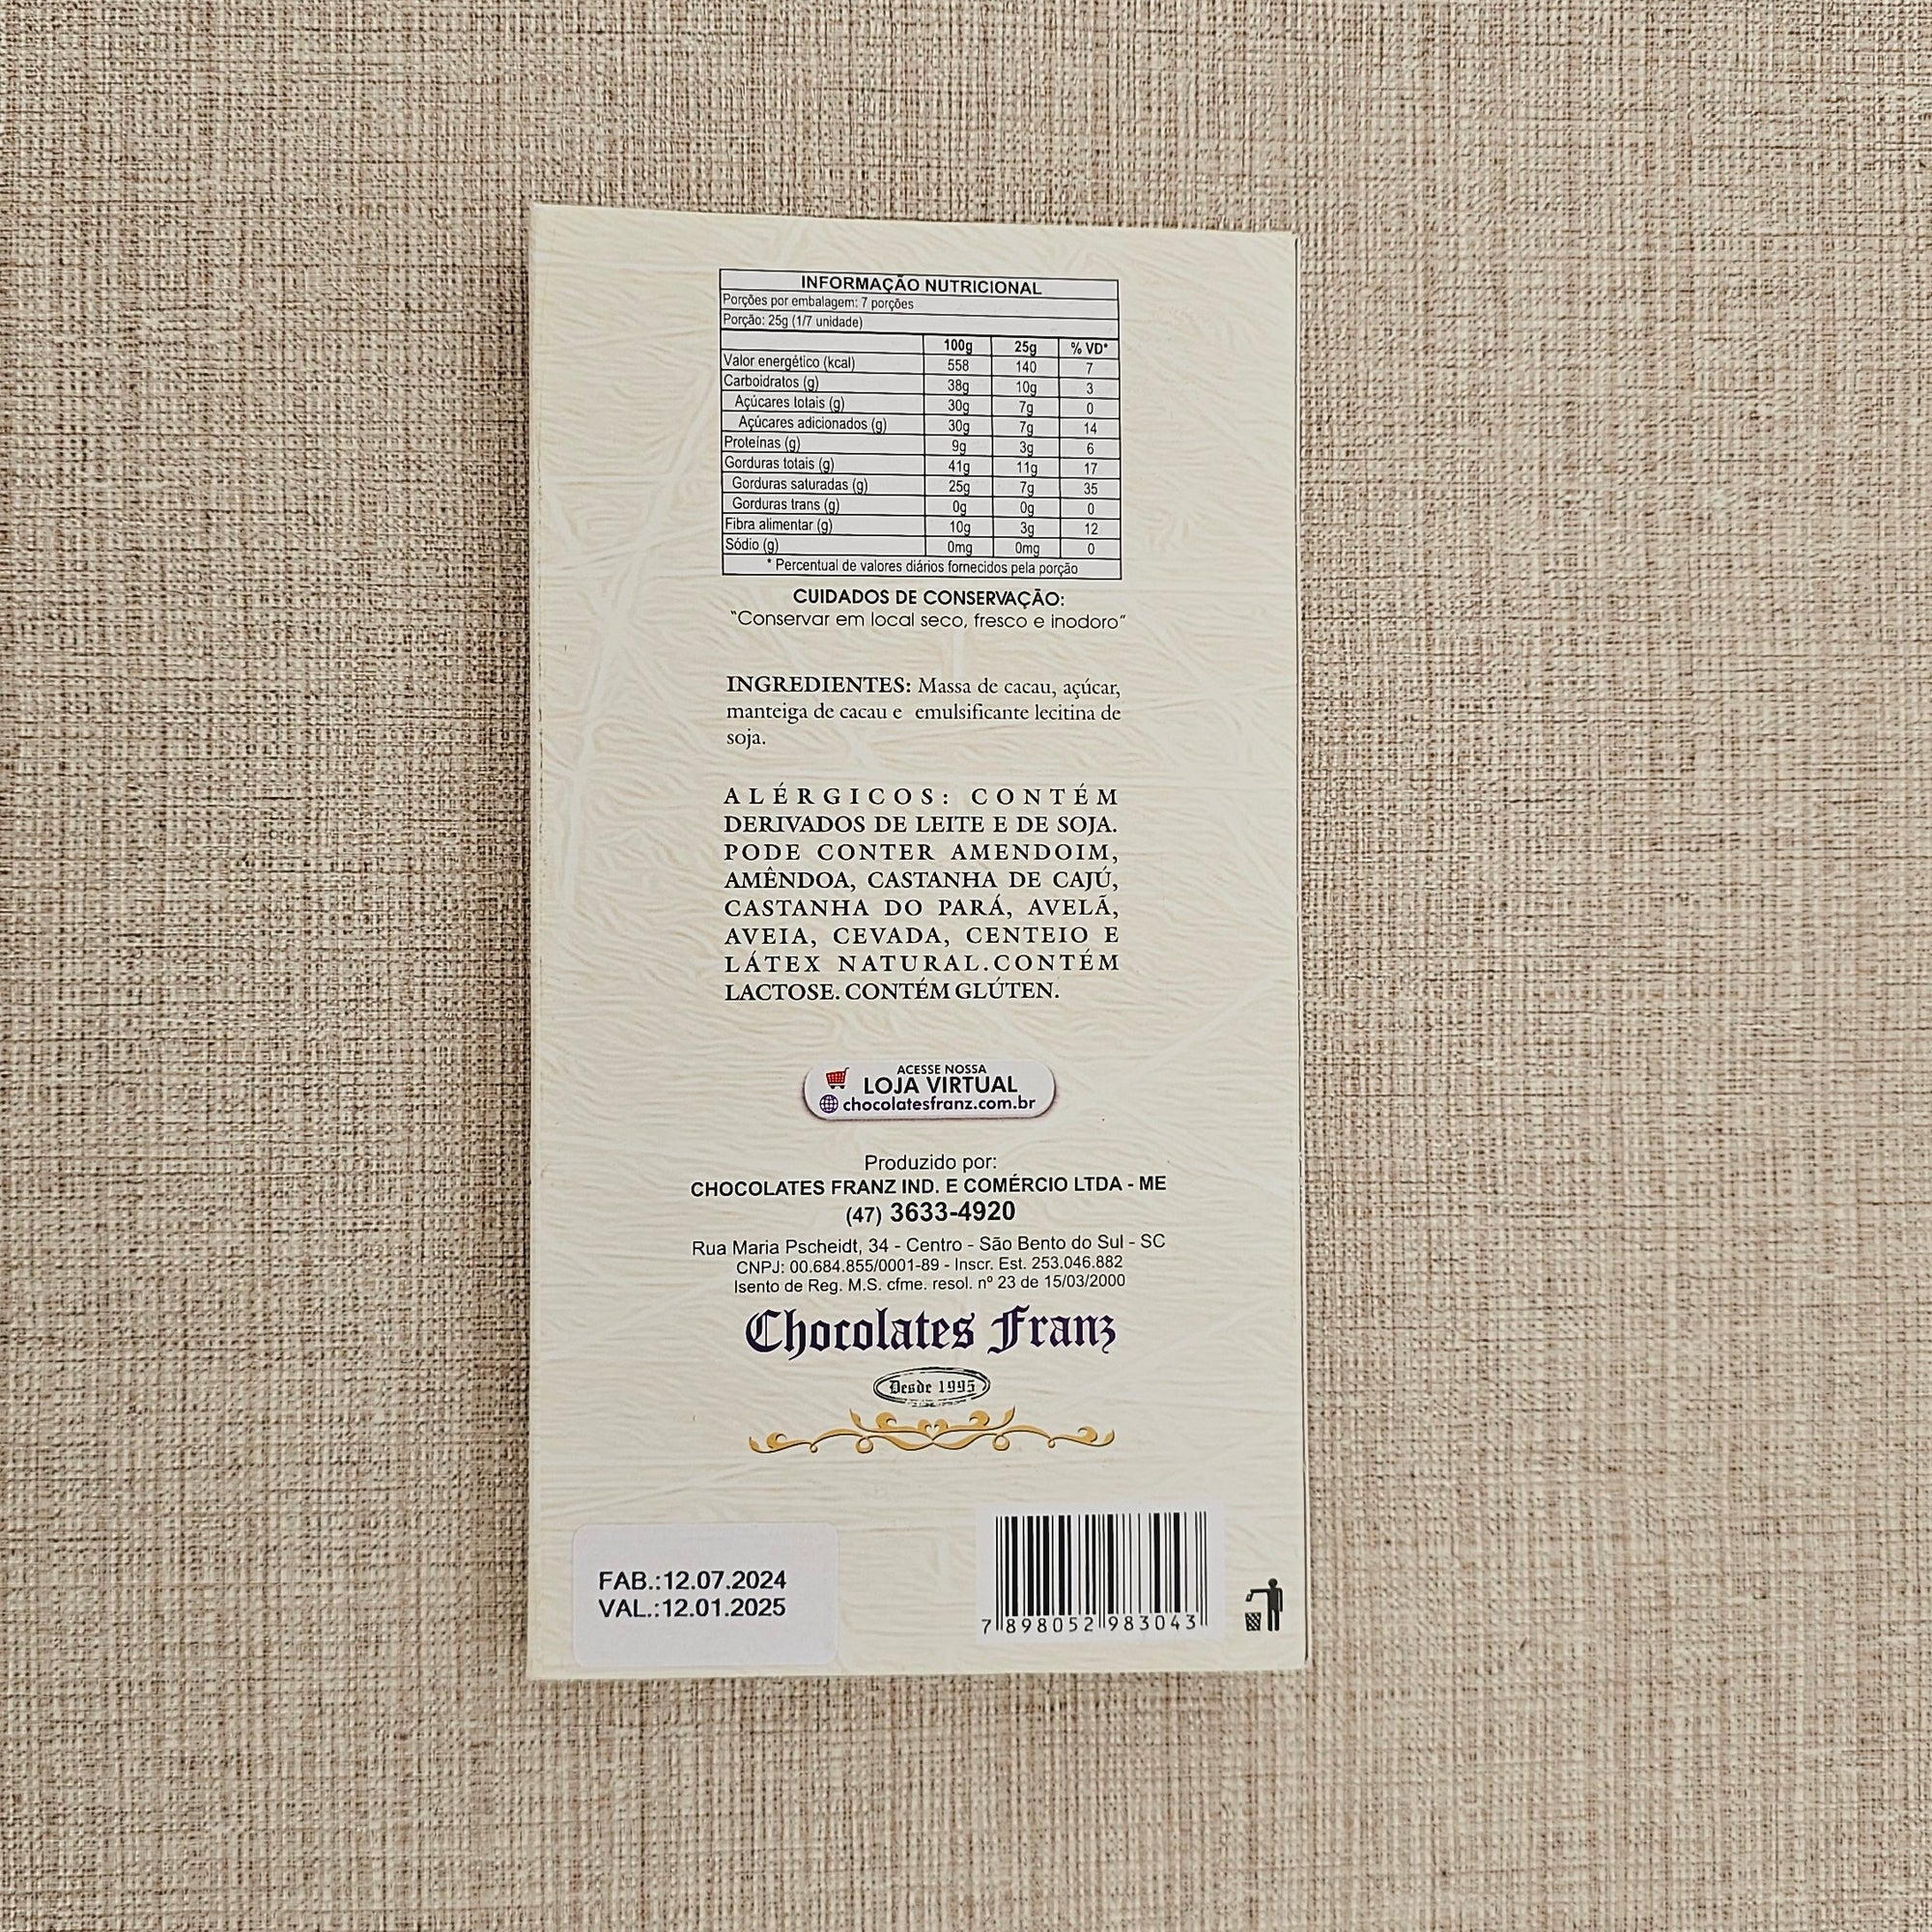 INFORMAÇÃO NUTRICIONAL
Porções por embalagem: 7 porções
Porção: 25g (1/7 unidade)
100g 25g % VD*
Valor energético (kcal) 558 140 7
Carboidratos (g) 38g 10g 3
Açúcares totais (g) 30g 7g 0
Açúcares adicionados (g) 30g 7g 14
Proteínas (g) 9g 3g 6
Gorduras totais (g) 41g 11g 17
Gorduras saturadas (g) 25g 7g 35
Gorduras trans (g) 0g 0g 0
Fibra alimentar (g) 10g 3g 12
Sódio (g) 0mg 0mg 0
* Percentual de valores diários fornecidos pela porção
CUIDADOS DE CONSERVAÇÃO:
"Conservar em local seco, fresco e inodoro"
INGREDIENTES: Massa de cacau, açúcar,
manteiga de cacau e emulsificante lecitina de
soja.
ALÉRGICOS: CONTÉM
DERIVADOS DE LEITE E DE SOJA.
PODE CONTER AMENDOIM,
AMÊNDOA, CASTANHA DE CAJÚ,
CASTANHA DO PARÁ, AVELÃ,
AVEIA, CEVADA, CENTEIO E
LÁTEX NATURAL.CONTÉM
LACTOSE. CONTÉM GLÚTEN.
ACESSE NOSSA
LOJA VIRTUAL
chocolatesfranz.com.br
Produzido por:
CHOCOLATES FRANZ IND. E COMÉRCIO LTDA - ME
(47) 3633-4920
Rua Maria Pscheidt, 34 - Centro - São Bento do Sul - SC
CNPJ: 00.684.855/0001-89 - Inscr. Est. 253.046.882
Isento de Reg. M.S. cfme. resol. nº 23 de 15/03/2000
Chocolates Franz
Desde 1995
FAB.:12.07.2024
VAL.:12.01.2025
7 898052 983043